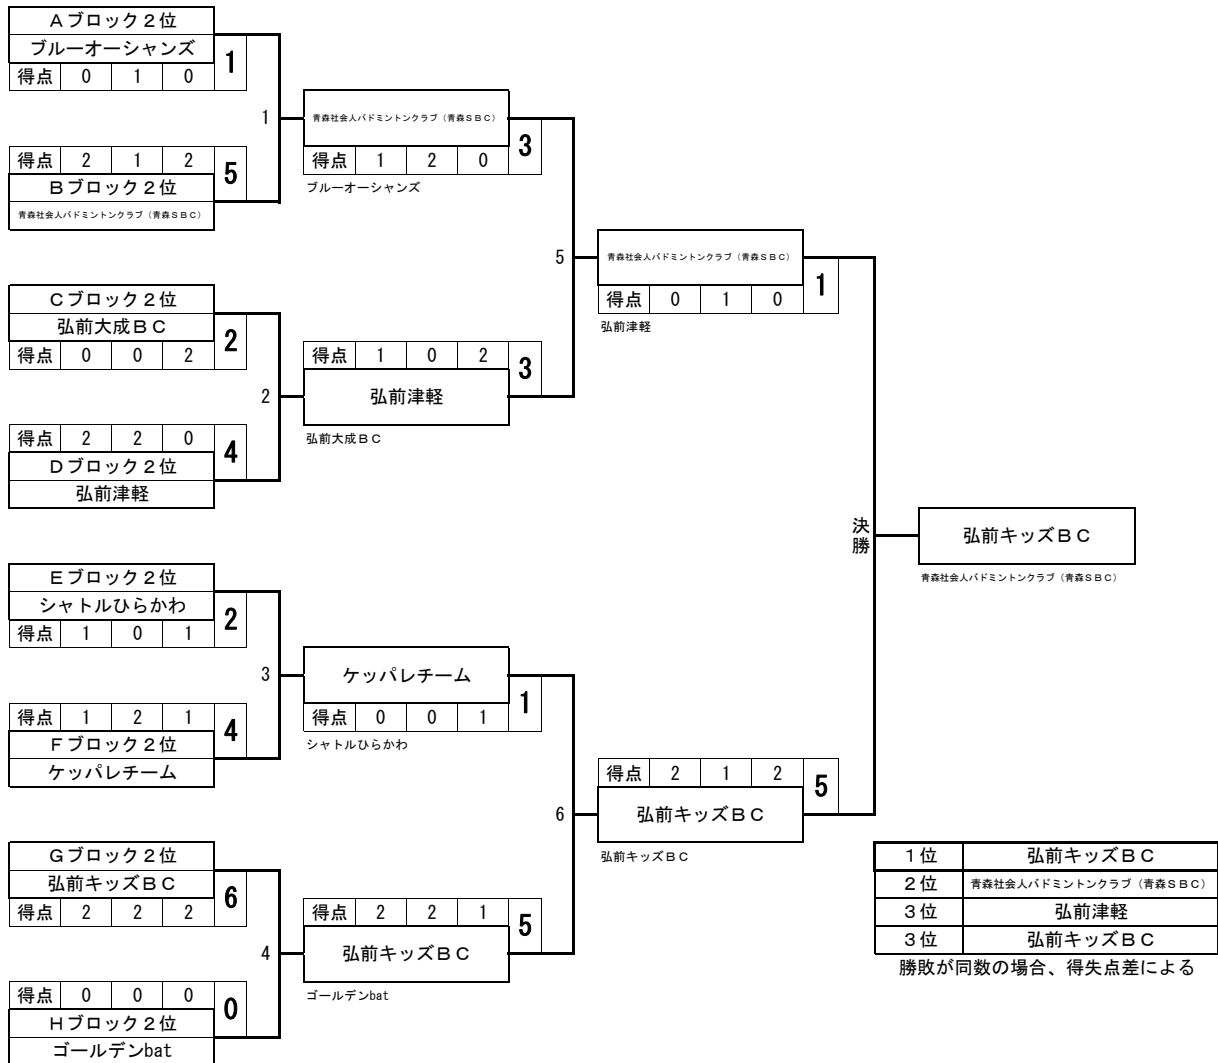 Ａブロック２位
ブルーオーシャンズ
得点 0 1 0 1
1
得点 2 1 2 5
Ｂブロック２位
青森社会人バドミントンクラブ（青森ＳＢＣ）
青森社会人バドミントンクラブ（青森ＳＢＣ）
得点 1 2 0 3
ブルーオーシャンズ
Ｃブロック２位
弘前大成ＢＣ
得点 0 0 2 2
2
得点 2 2 0 4
Ｄブロック２位
弘前津軽
得点 1 0 2 3
弘前津軽
弘前大成ＢＣ
5
青森社会人バドミントンクラブ（青森ＳＢＣ）
得点 0 1 0 1
弘前津軽
Ｅブロック２位
シャトルひらかわ
得点 1 0 1 2
3
得点 1 2 1 4
Ｆブロック２位
ケッパレチーム
ケッパレチーム
得点 0 0 1 1
シャトルひらかわ
Ｇブロック２位
弘前キッズＢＣ
得点 2 2 2 6
4
得点 0 0 0 0
Ｈブロック２位
ゴールデンbat
得点 2 2 1 5
弘前キッズＢＣ
ゴールデンbat
6
得点 2 1 2 5
弘前キッズＢＣ
弘前キッズＢＣ
決勝
弘前キッズＢＣ
青森社会人バドミントンクラブ（青森ＳＢＣ）
１位 弘前キッズＢＣ
２位 青森社会人バドミントンクラブ（青森ＳＢＣ）
３位 弘前津軽
３位 弘前キッズＢＣ
勝敗が同数の場合、得失点差による